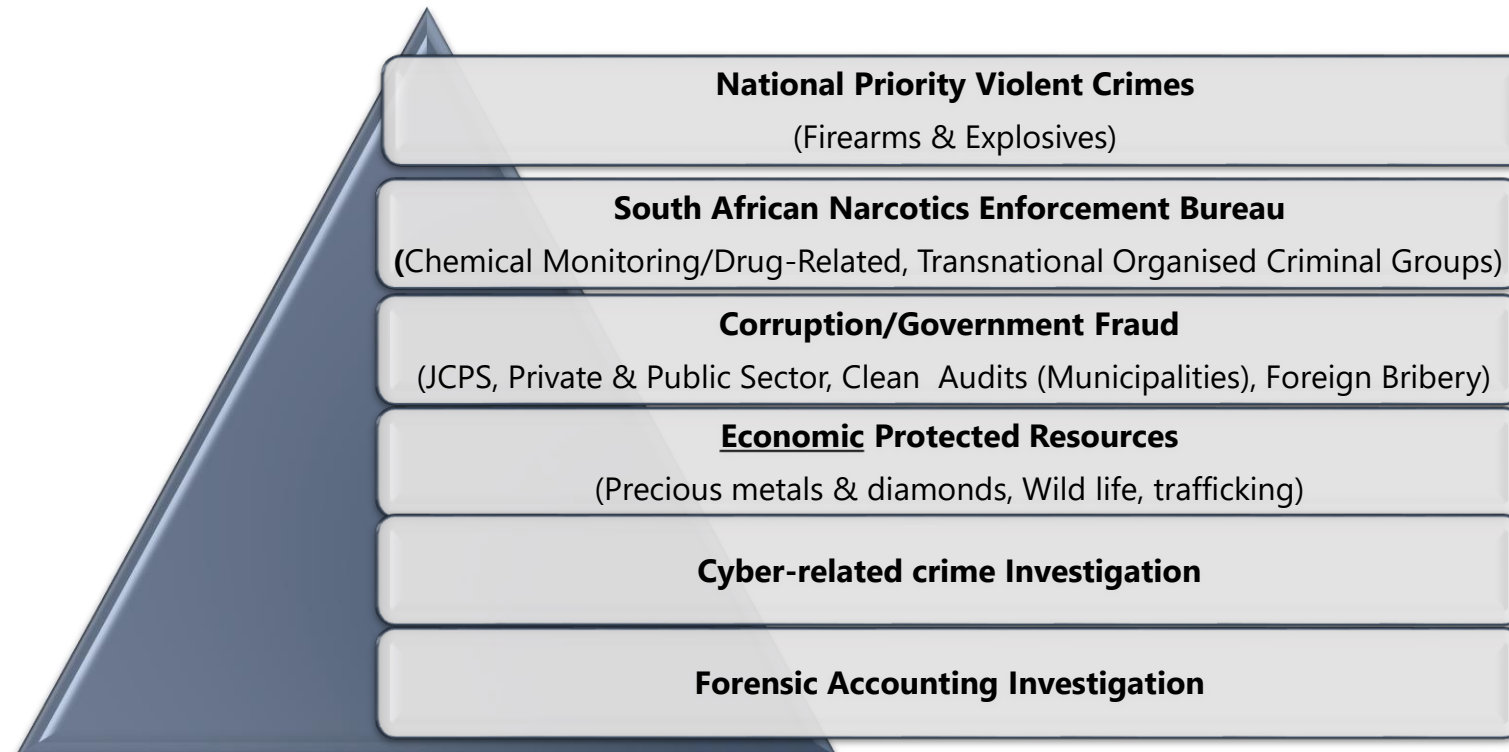 National Priority Violent Crimes
(Firearms & Explosives)
South African Narcotics Enforcement Bureau
(Chemical Monitoring/Drug-Related, Transnational Organised Criminal Groups)
Corruption/Government Fraud
(JCPS, Private & Public Sector, Clean  Audits (Municipalities), Foreign Bribery)
Economic Protected Resources
(Precious metals & diamonds, Wild life, trafficking)
Cyber-related crime Investigation
Forensic Accounting Investigation